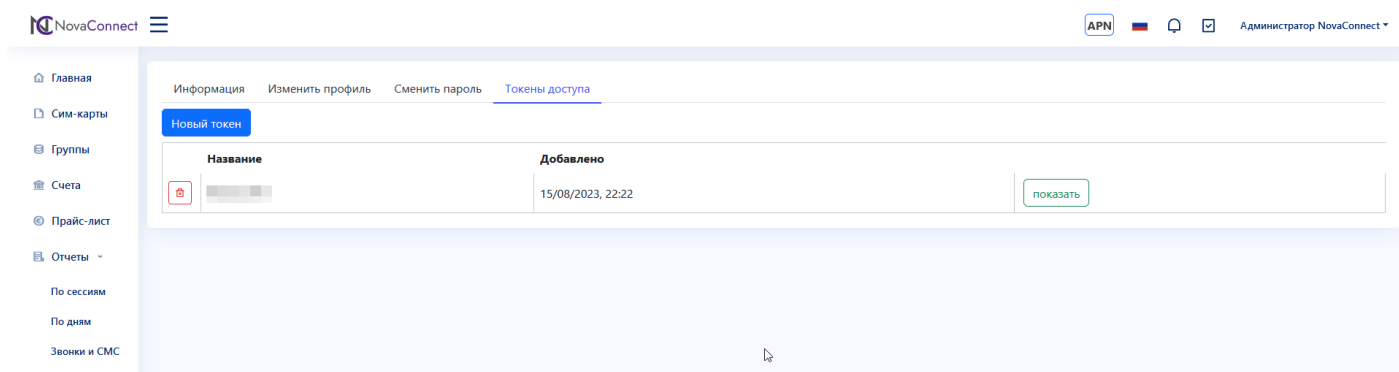 NovaConnect
APN
Администратор NovaConnect
Главная
Сим-карты
Группы
Счета
Прайс-лист
Отчеты
По сессиям
По дням
Звонки и СМС
Информация Изменить профиль Сменить пароль Токены доступа
Новый токен
Название Добавлено
15/08/2023, 22:22 показать